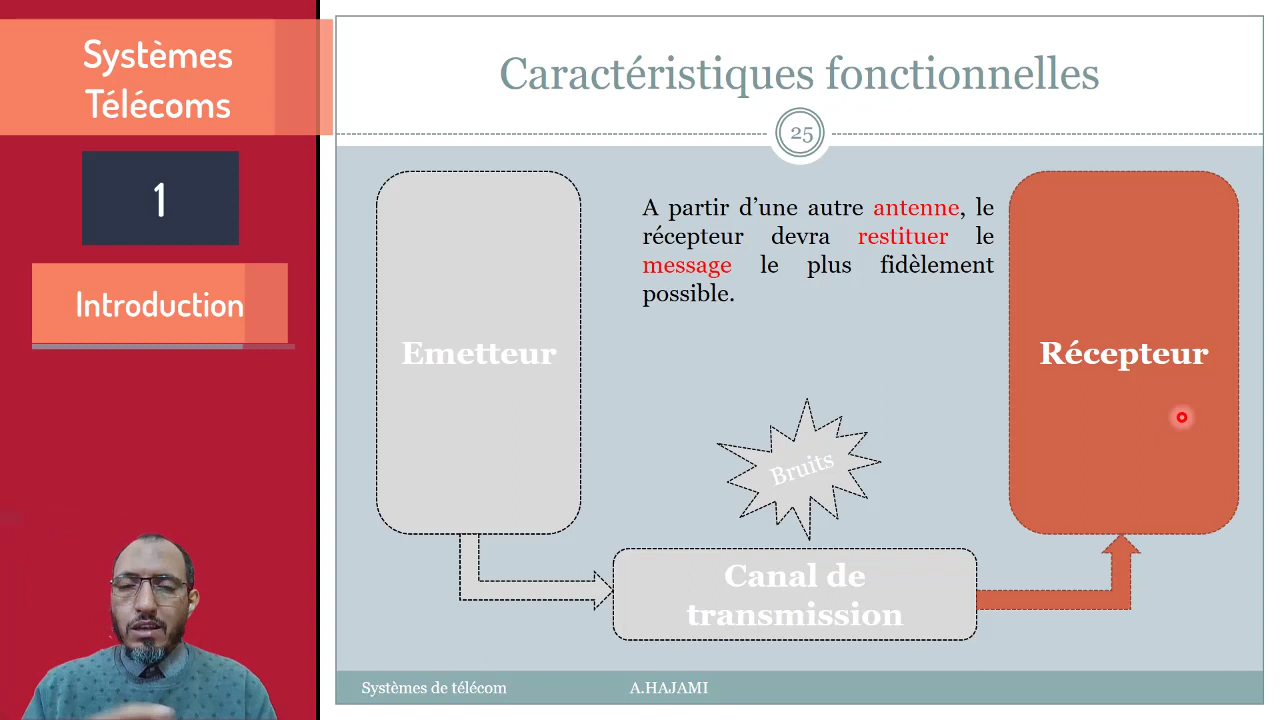 Systèmes
Télécoms
1
Introduction
Caractéristiques fonctionnelles
25
A partir d’une autre antenne, le
récepteur devra restituer le
message le plus fidèlement
possible.
Emetteur
Récepteur
Bruits
Canal de
transmission
Systèmes de télécom
A.HAJAMI